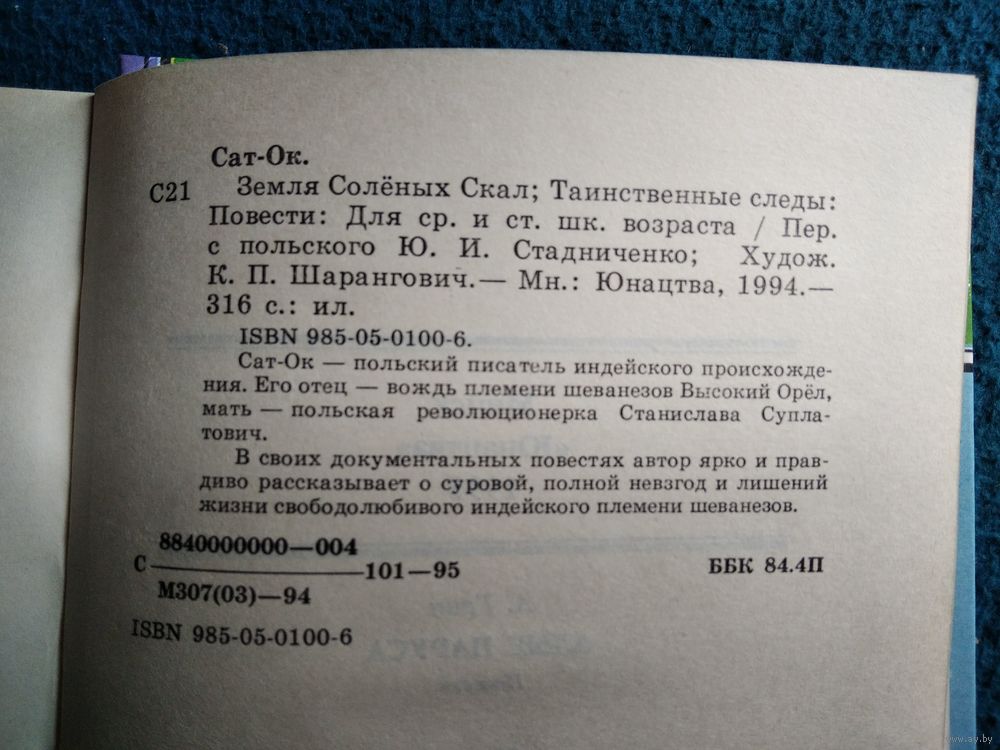 Сат-Ок.
С21 Земля Солёных Скал; Таинственные следы:
Повести: Для ср. и ст. шк. возраста / Пер.
с польского Ю. И. Стадниченко; Худож.
К. П. Шарангович.— Мн.: Юнацтва, 1994.—
316 с.: ил.
ISBN 985-05-0100-6.
Сат-Ок — польский писатель индейского происхожде-
ния. Его отец — вождь племени шеванезов Высокий Орёл,
мать — польская революционерка Станислава Супла-
тович.
В своих документальных повестях автор ярко и прав-
диво рассказывает о суровой, полной невзгод и лишений
жизни свободолюбивого индейского племени шеванезов.
8840000000—004
С 101—95
М307(03)—94
ББК 84.4П
ISBN 985-05-0100-6
www.ay.by